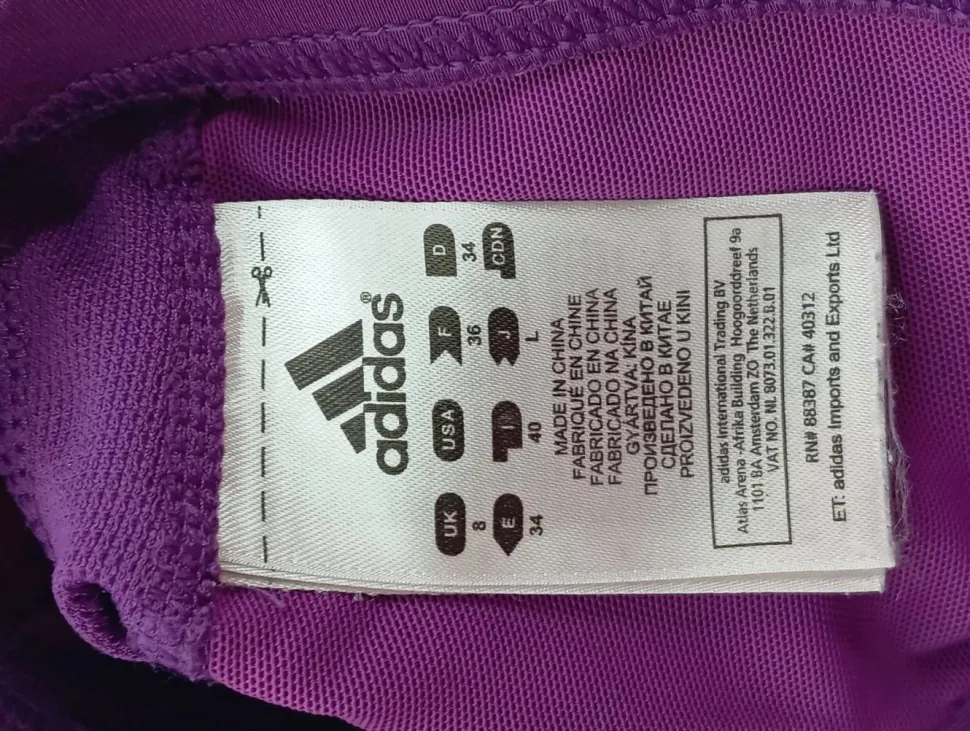 adidas®
UK USA F D
8 36 34
E I J CDN
34 40 L
MADE IN CHINA
FABRIQUÉ EN CHINE
FABRICADO EN CHINA
FABRICADO NA CHINA
GYÁRTVA: KÍNA
ПРОИЗВЕДЕНО В КИТАЙ
СДЕЛАНО В КИТАЕ
PROIZVEDENO U KINI
adidas International Trading BV
Atlas Arena -Afrika Building Hoogoorddreef 9a
1101 BA Amsterdam ZO The Netherlands
VAT NO. NL 8073.01.322.B.01
RN# 88387 CA# 40312
ET: adidas Imports and Exports Ltd